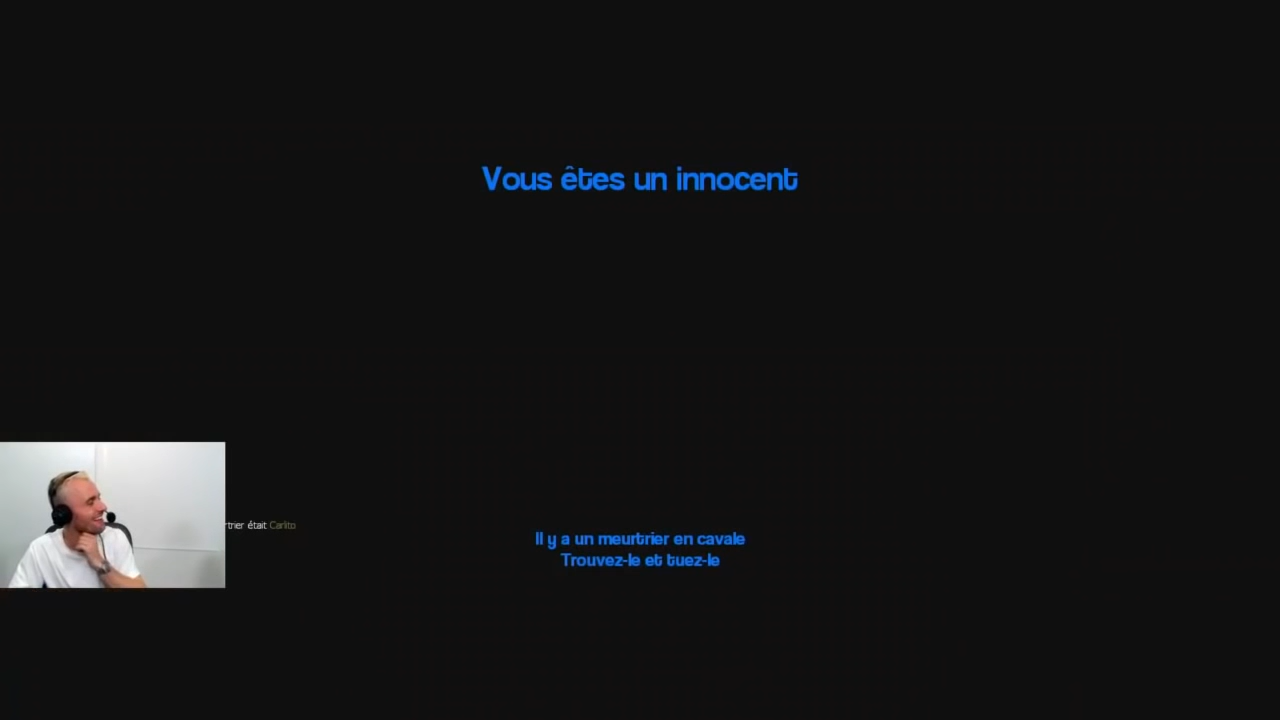 Vous êtes un innocent
rtrier était Carlito
Il y a un meurtrier en cavale
Trouvez-le et tuez-le